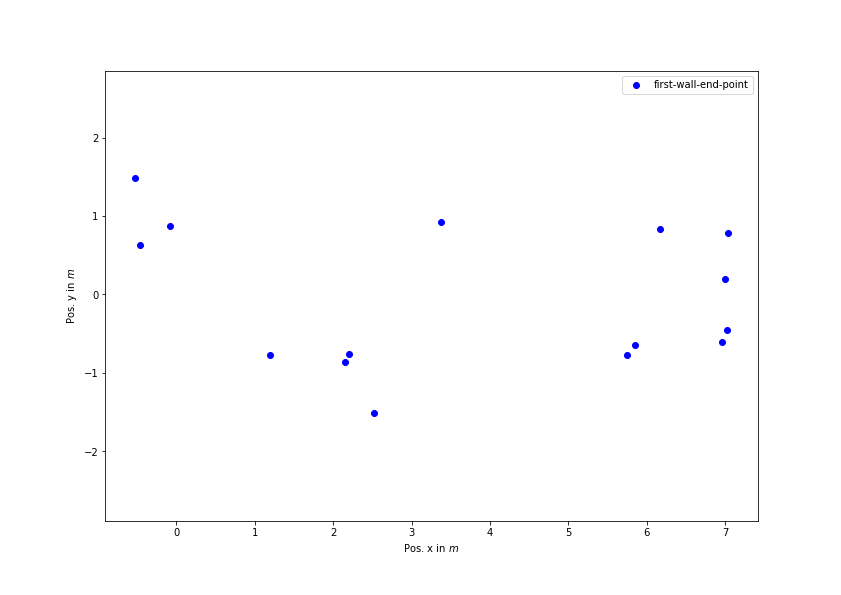 first-wall-end-point
2
1
0
−1
−2
Pos. y in m
0 1 2 3 4 5 6 7
Pos. x in m